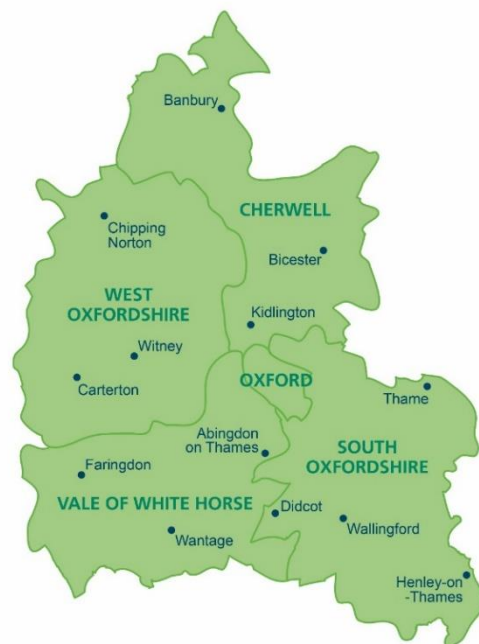 Banbury
Chipping
Norton
CHERWELL
Bicester
WEST
OXFORDSHIRE
Kidlington
Witney
Carterton
OXFORD
Thame
Abingdon
on Thames
SOUTH
OXFORDSHIRE
Faringdon
VALE OF WHITE HORSE
Didcot
Wallingford
Wantage
Henley-on
-Thames